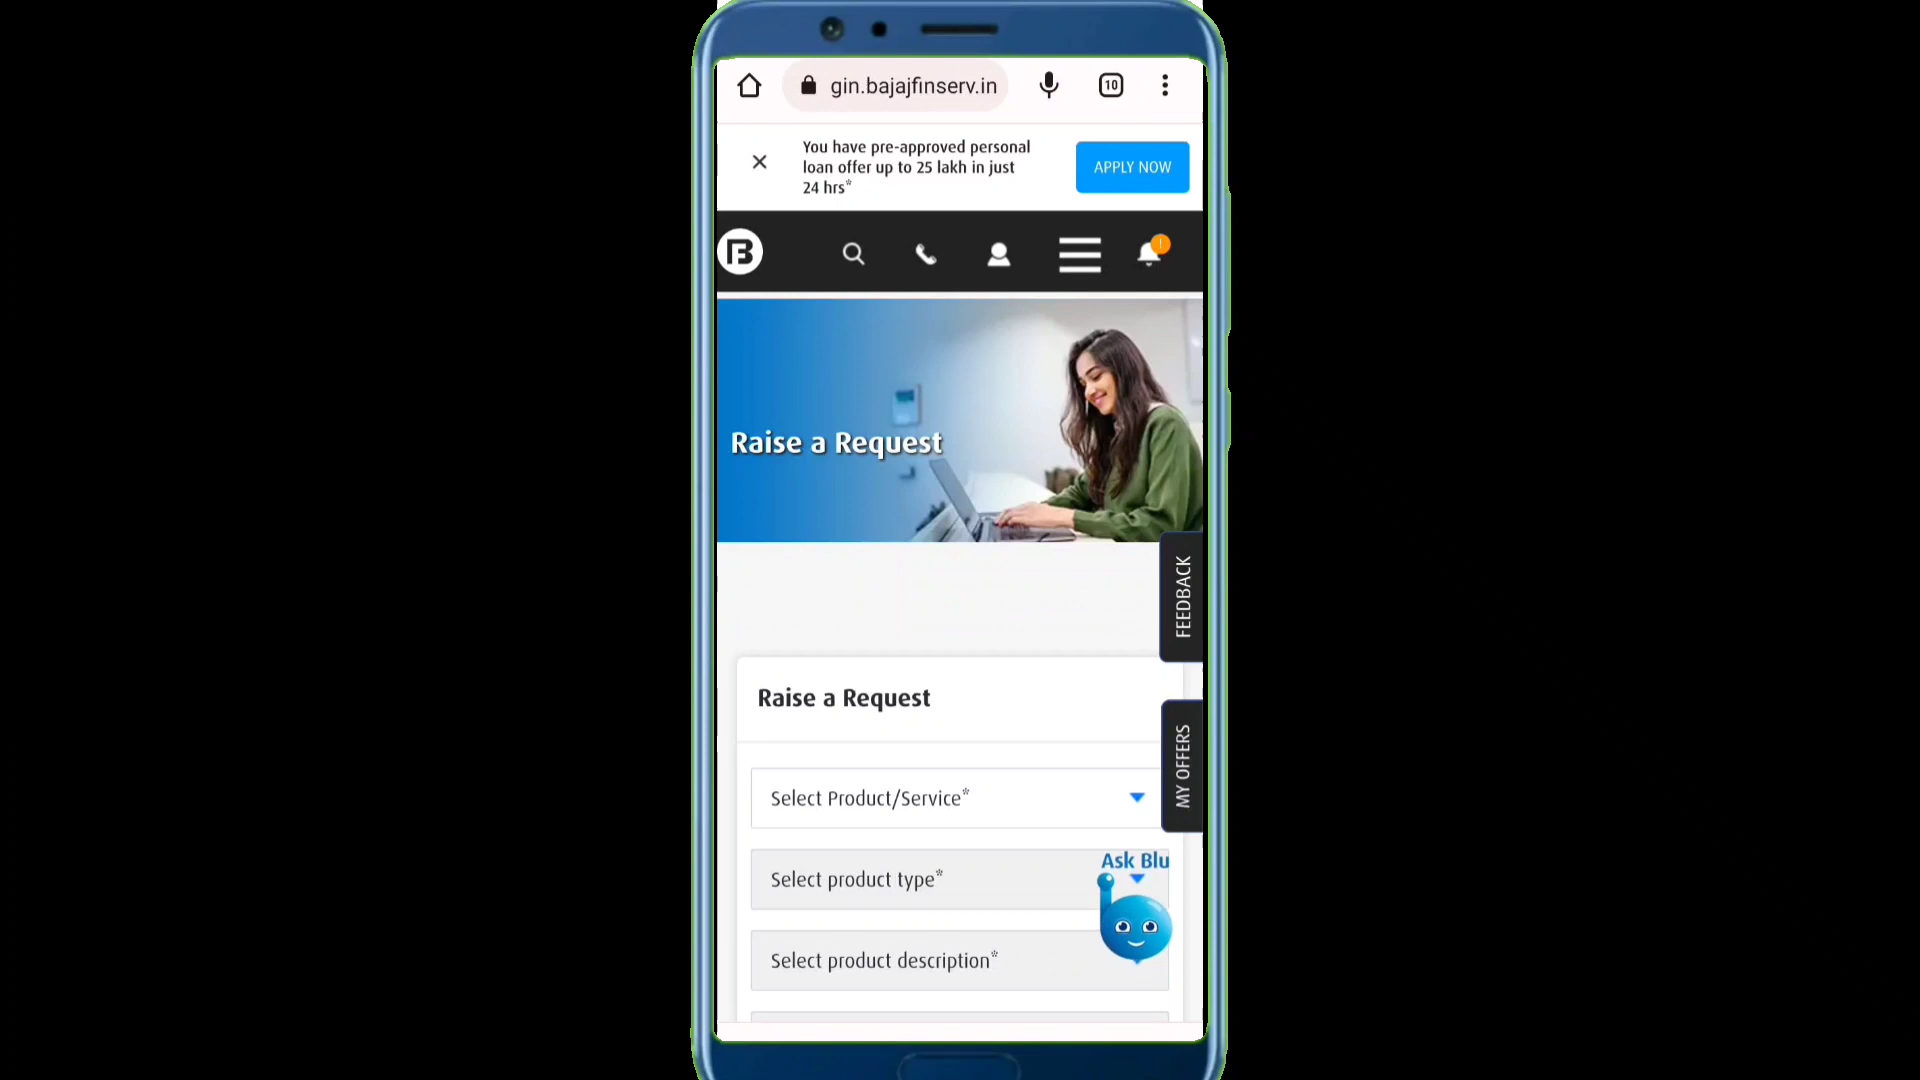 gin.bajajfinserv.in
10
You have pre-approved personal
loan offer up to 25 lakh in just
24 hrs*
APPLY NOW
!
Raise a Request
FEEDBACK
Raise a Request
MY OFFERS
Select Product/Service*
Ask Blu
Select product type*
Select product description*